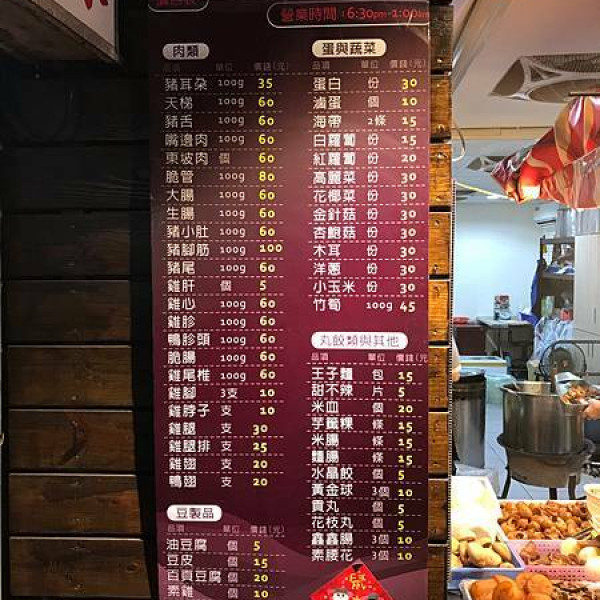 營業時間（6:30pm-1:00am
肉類
品項 單位 價錢(元)
豬耳朵 100g 35
天梯 100g 60
豬舌 100g 60
嘴邊肉 100g 60
東坡肉 個 60
脆管 100g 80
大腸 100g 60
生腸 100g 60
豬小肚 100g 60
豬腳筋 100g 100
豬尾 100g 60
雞肝 個 5
雞心 100g 60
雞胗 100g 60
鴨胗頭 100g 60
脆腸 100g 60
雞尾椎 100g 60
雞腳 3支 10
雞脖子 支 10
雞腿 支 30
雞腿排 支 25
雞翅 支 20
鴨翅 支 20
豆製品
品項 單位 價錢(元)
油豆腐 個 5
豆皮 個 15
百頁豆腐 個 20
素雞 個 10
蛋與蔬菜
品項 單位 價錢(元)
蛋白 份 30
滷蛋 個 10
海帶 2條 15
白蘿蔔 份 15
紅蘿蔔 份 20
高麗菜 份 30
花椰菜 份 30
金針菇 份 30
杏鮑菇 份 30
木耳 份 30
洋蔥 份 30
小玉米 份 30
竹筍 100g 45
丸餃類與其他
品項 單位 價錢(元)
王子麵 包 15
甜不辣 片 5
米血 個 20
芋粿 條 15
米腸 條 15
麵腸 條 15
水晶餃 個 5
黃金球 3個 10
貢丸 個 5
花枝丸 個 5
鑫鑫腸 3個 10
素腰花 3個 10